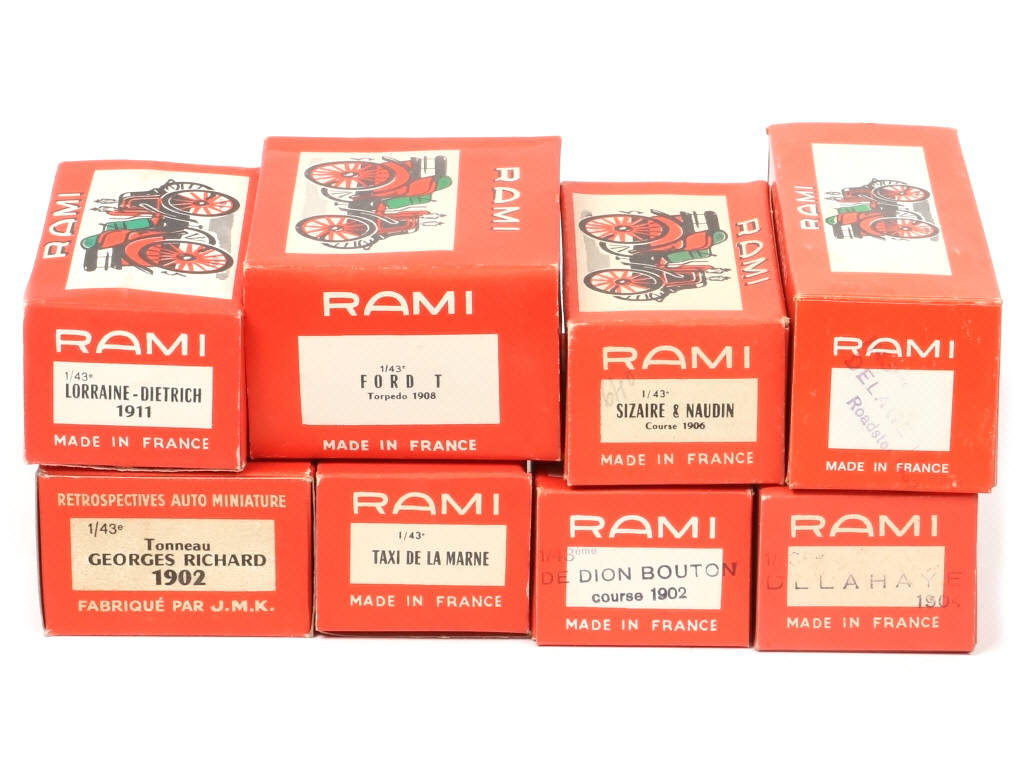 RAMI
RAMI
1/43e
LORRAINE-DIETRICH
1911
MADE IN FRANCE
RAMI
RAMI
1/43e
FORD T
Torpedo 1908
MADE IN FRANCE
RAMI
RAMI
1/43e
SIZAIRE & NAUDIN
Course 1906
MADE IN FRANCE
RAMI
RAMI
MADE IN FRANCE
RETROSPECTIVES AUTO MINIATURE
1/43e
Tonneau
GEORGES RICHARD
1902
FABRIQUÉ PAR J.M.K.
RAMI
1/43e
TAXI DE LA MARNE
MADE IN FRANCE
RAMI
1/43ème
DE DION BOUTON
course 1902
MADE IN FRANCE
RAMI
DELAHAYE
MADE IN FRANCE